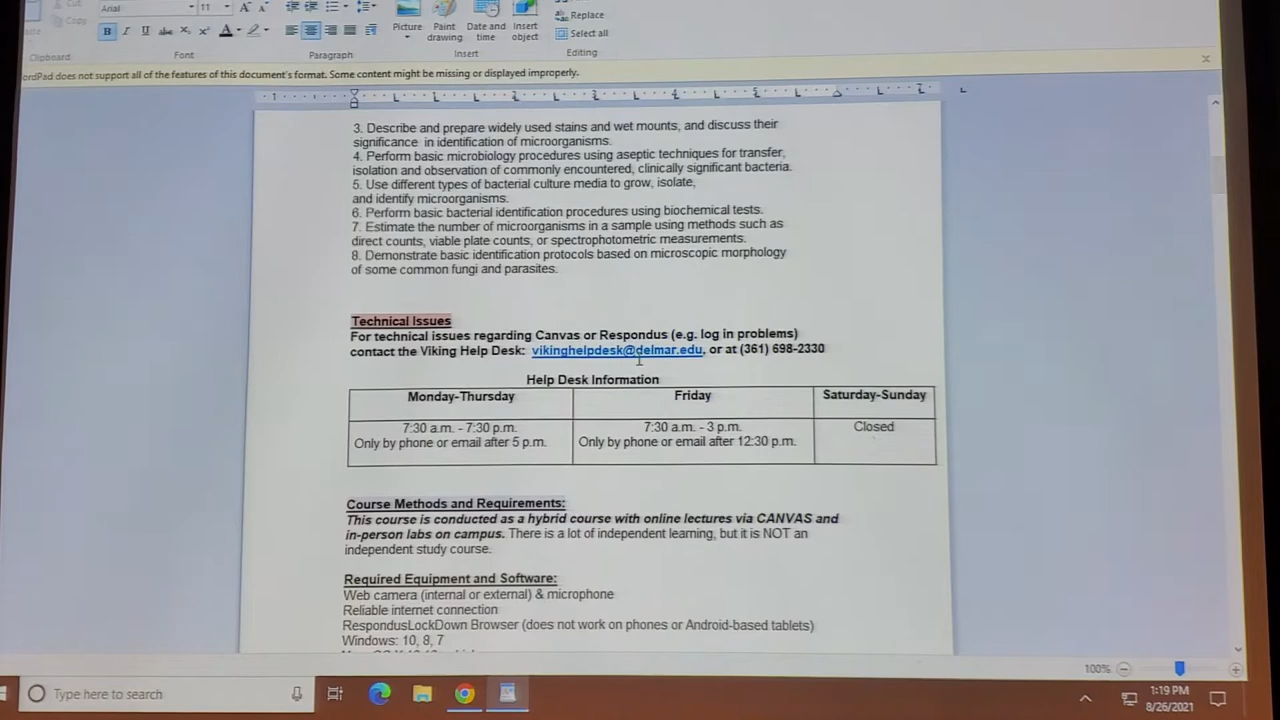 Cut
Copy
Clipboard
Arial
11
A A
B I U abc X₂ X² A
Font
Paragraph
Picture
Paint drawing
Date and time
Insert object
Insert
Replace
Select all
Editing
ordPad does not support all of the features of this document's format. Some content might be missing or displayed improperly.
3. Describe and prepare widely used stains and wet mounts, and discuss their
significance in identification of microorganisms.
4. Perform basic microbiology procedures using aseptic techniques for transfer,
isolation and observation of commonly encountered, clinically significant bacteria.
5. Use different types of bacterial culture media to grow, isolate,
and identify microorganisms.
6. Perform basic bacterial identification procedures using biochemical tests.
7. Estimate the number of microorganisms in a sample using methods such as
direct counts, viable plate counts, or spectrophotometric measurements.
8. Demonstrate basic identification protocols based on microscopic morphology
of some common fungi and parasites.
Technical Issues
For technical issues regarding Canvas or Respondus (e.g. log in problems)
contact the Viking Help Desk: vikinghelpdesk@delmar.edu, or at (361) 698-2330
Help Desk Information
Monday-Thursday Friday Saturday-Sunday
7:30 a.m. - 7:30 p.m. 7:30 a.m. - 3 p.m. Closed
Only by phone or email after 5 p.m. Only by phone or email after 12:30 p.m.
Course Methods and Requirements:
This course is conducted as a hybrid course with online lectures via CANVAS and
in-person labs on campus. There is a lot of independent learning, but it is NOT an
independent study course.
Required Equipment and Software:
Web camera (internal or external) & microphone
Reliable internet connection
RespondusLockDown Browser (does not work on phones or Android-based tablets)
Windows: 10, 8, 7
100%
Type here to search
1:19 PM
8/26/2021